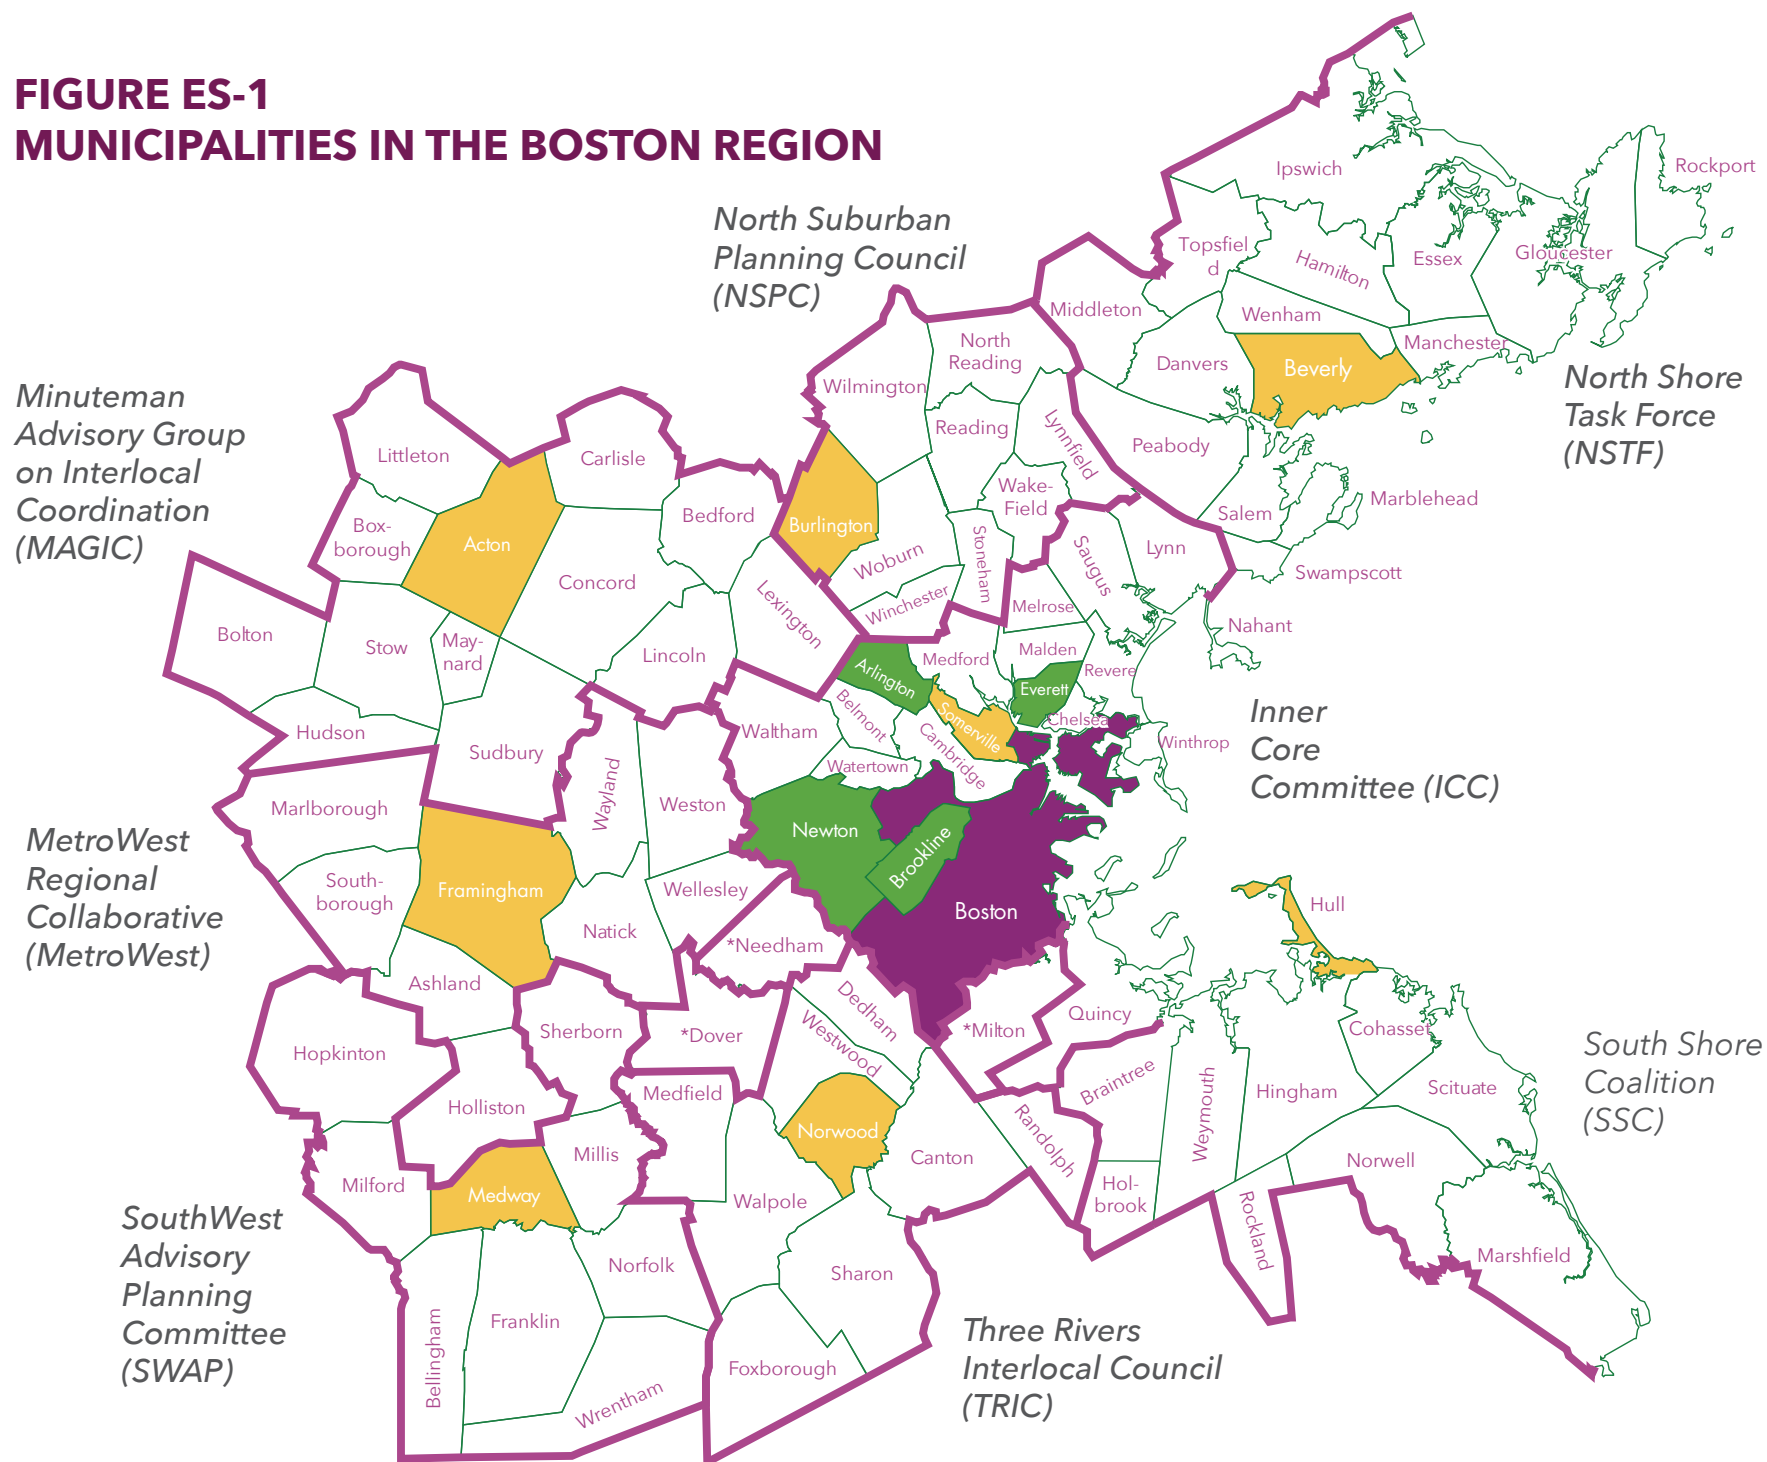 FIGURE ES-1
MUNICIPALITIES IN THE BOSTON REGION
North Suburban
Planning Council
(NSPC)
Minuteman
Advisory Group
on Interlocal
Coordination
(MAGIC)
North Shore
Task Force
(NSTF)
Inner
Core
Committee (ICC)
MetroWest
Regional
Collaborative
(MetroWest)
South Shore
Coalition
(SSC)
SouthWest
Advisory
Planning
Committee
(SWAP)
Three Rivers
Interlocal Council
(TRIC)
Ipswich
Rockport
Topsfiel
d
Hamilton
Essex
Gloucester
Middleton
Wenham
Manchester
Danvers
Beverly
North
Reading
Wilmington
Reading
Lynnfield
Peabody
Marblehead
Salem
Swampscott
Littleton
Carlisle
Box-
borough
Acton
Bedford
Burlington
Wake-
Field
Woburn
Stoneham
Saugus
Lynn
Concord
Lexington
Winchester
Melrose
Nahant
Bolton
Stow
May-
nard
Lincoln
Arlington
Medford
Malden
Everett
Revere
Hudson
Sudbury
Waltham
Belmont
Somerville
Chelsea
Winthrop
Cambridge
Watertown
Marlborough
Wayland
Weston
Newton
Brookline
Boston
South-
borough
Framingham
Wellesley
Natick
*Needham
Hull
Ashland
Sherborn
*Dover
Dedham
Westwood
*Milton
Quincy
Cohasset
Hopkinton
Holliston
Medfield
Norwood
Randolph
Braintree
Weymouth
Hingham
Scituate
Milford
Medway
Millis
Walpole
Canton
Hol-
brook
Norwell
Rockland
Marshfield
Norfolk
Sharon
Bellingham
Franklin
Wrentham
Foxborough